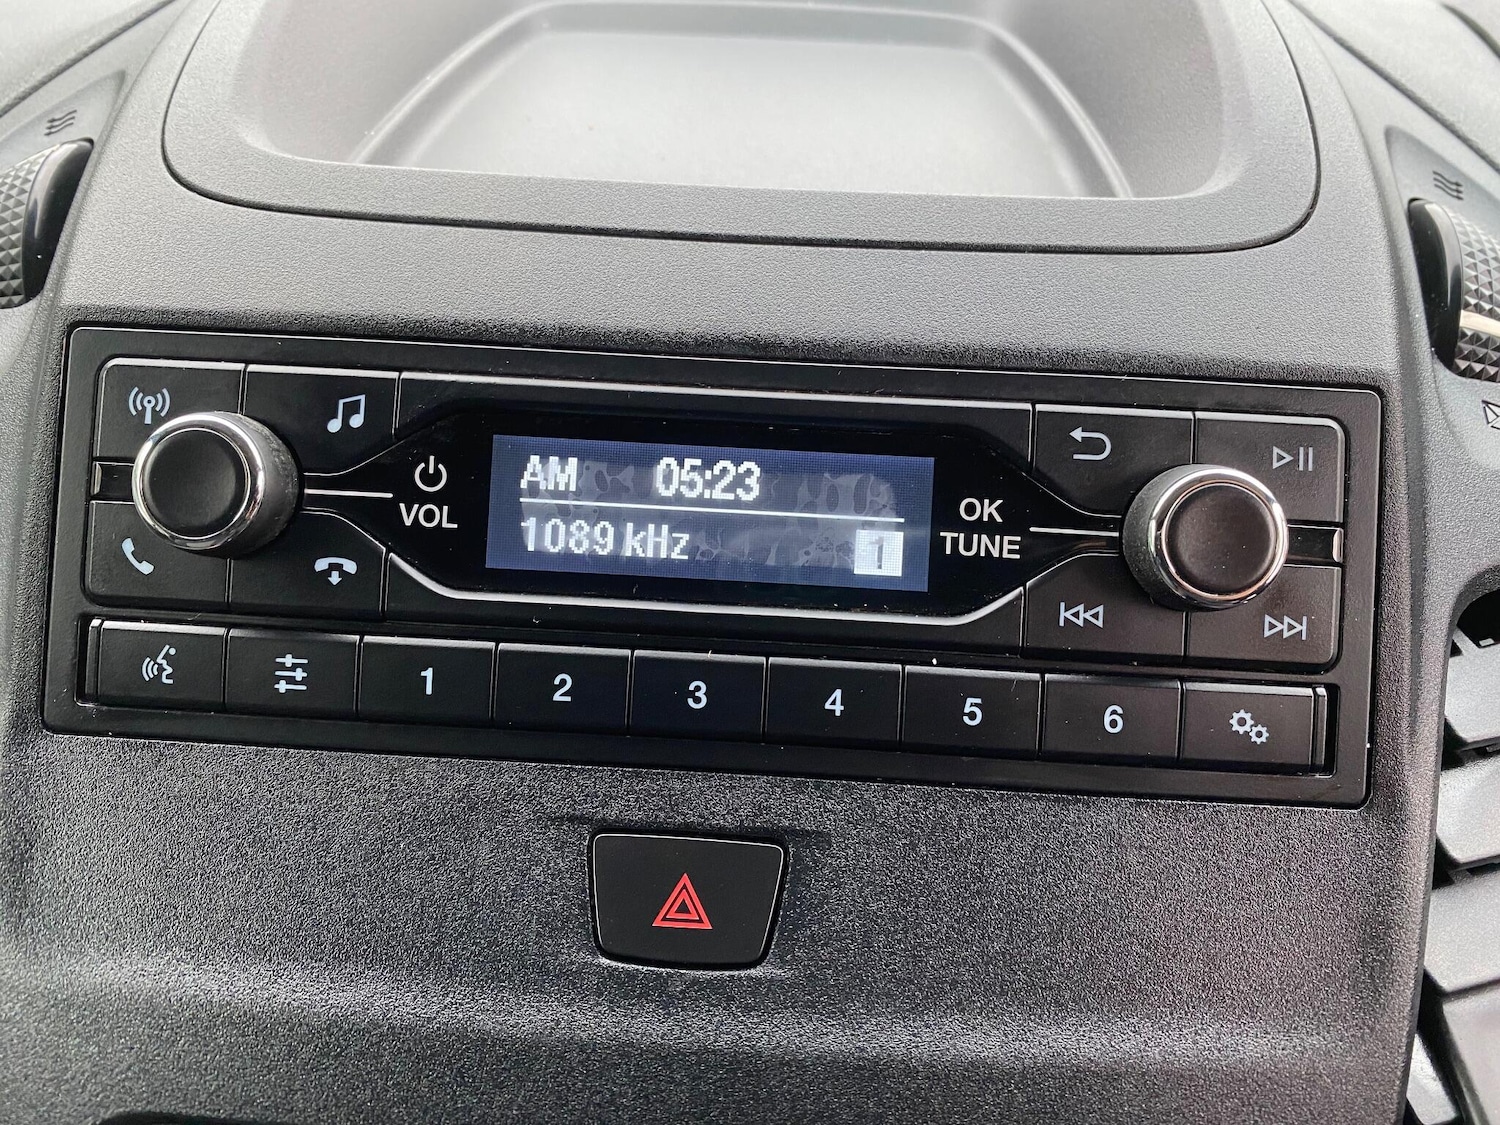 AM 05:23
1089 kHz 1
VOL
OK
TUNE
1 2 3 4 5 6